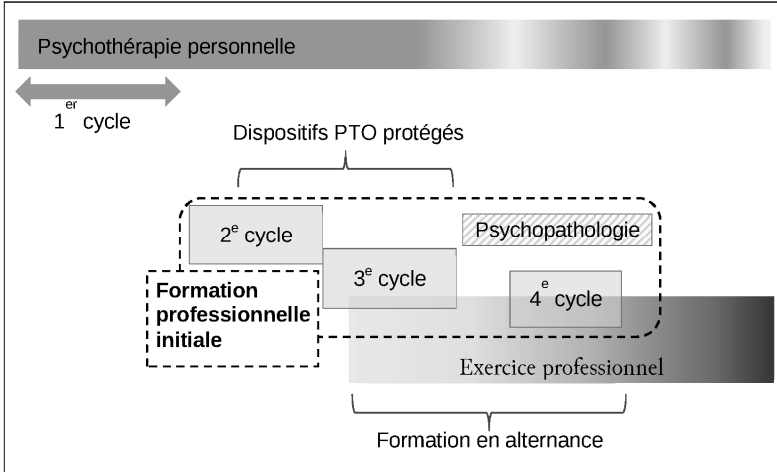 Psychothérapie personnelle
1er cycle
Dispositifs PTO protégés
2e cycle
Psychopathologie
3e cycle
4e cycle
Formation
professionnelle
initiale
Exercice professionnel
Formation en alternance